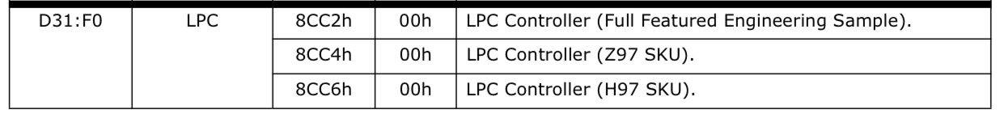 D31:F0 LPC 8CC2h 00h LPC Controller (Full Featured Engineering Sample).
8CC4h 00h LPC Controller (Z97 SKU).
8CC6h 00h LPC Controller (H97 SKU).